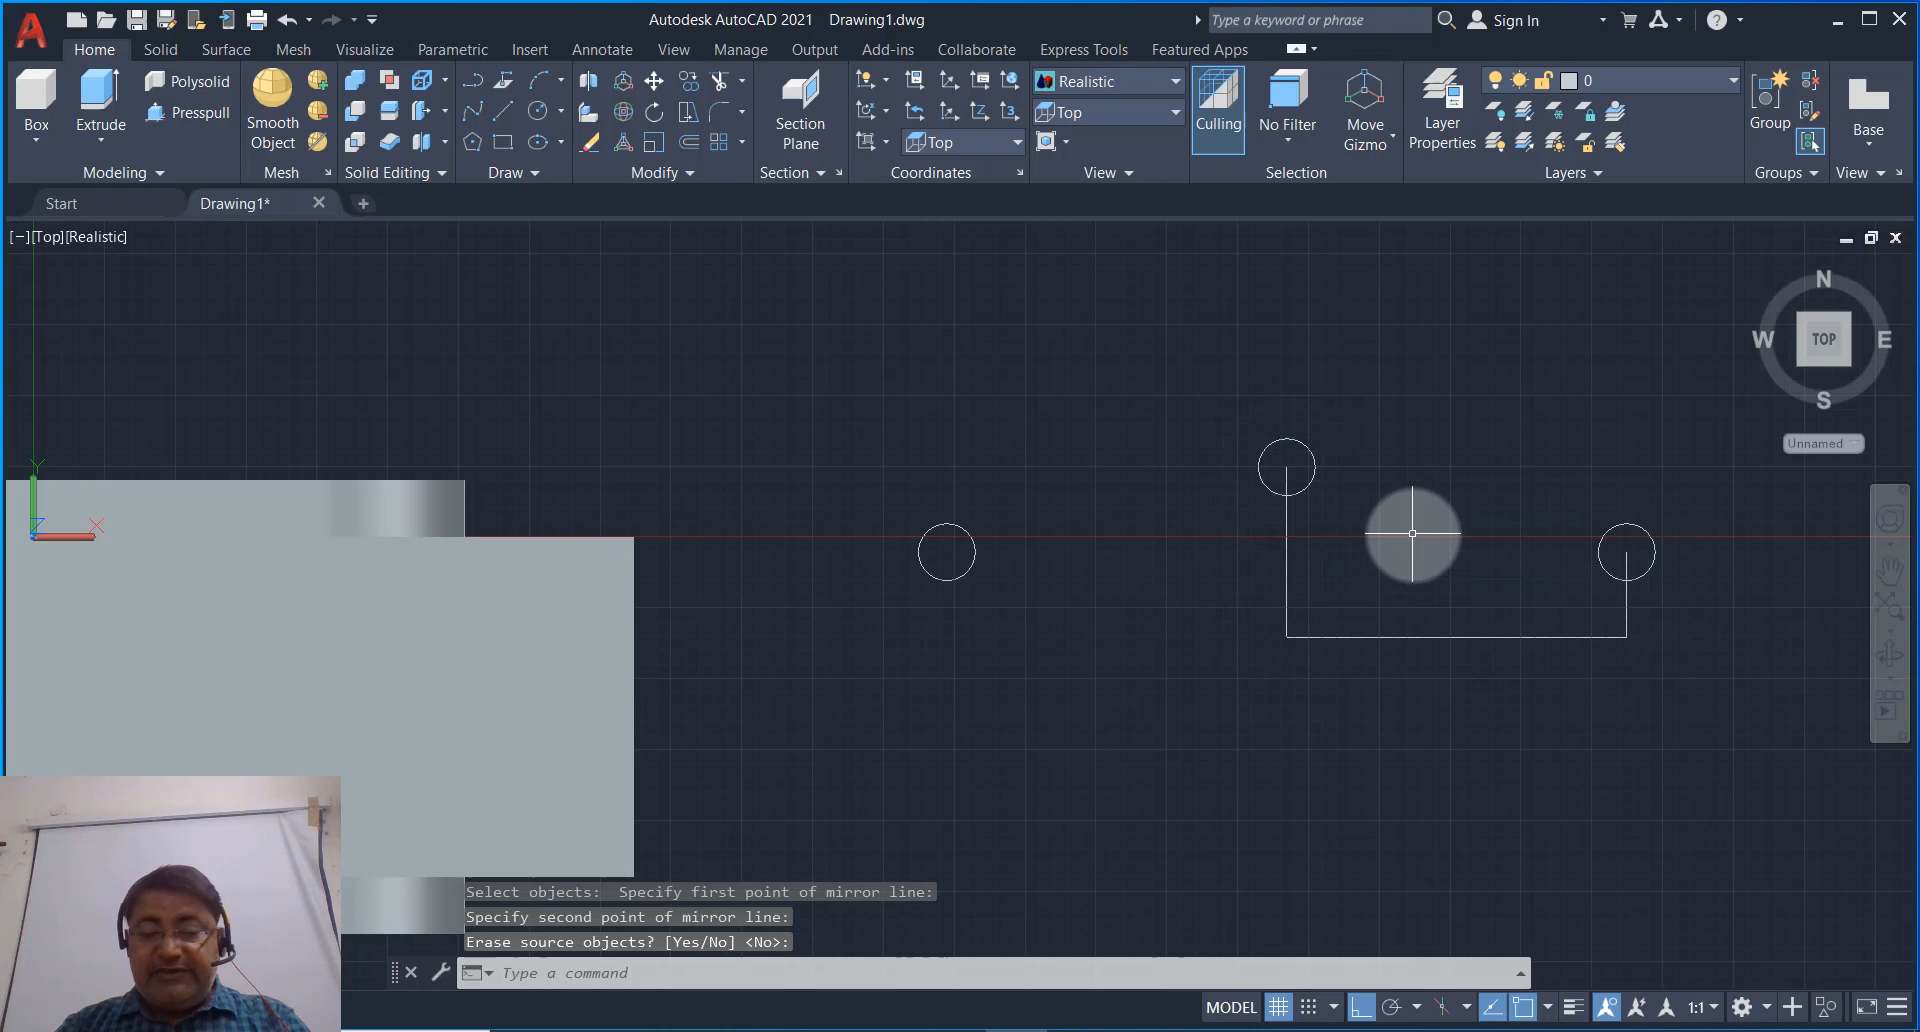 Autodesk AutoCAD 2021 Drawing1.dwg
Type a keyword or phrase
Sign In
Home Solid Surface Mesh Visualize Parametric Insert Annotate View Manage Output Add-ins Collaborate Express Tools Featured Apps
Box
Extrude
Polysolid
Presspull
Smooth
Object
Section
Plane
Top
Realistic
Top
Culling
No Filter
Move
Gizmo
Layer
Properties
0
Group
Base
Modeling Mesh Solid Editing Draw Modify Section Coordinates View Selection Layers Groups View
Start Drawing1*
[−][Top][Realistic]
N
W TOP E
S
Unnamed
Y
Z
X
Select objects: Specify first point of mirror line:
Specify second point of mirror line:
Erase source objects? [Yes/No] <No>:
Type a command
MODEL 1:1